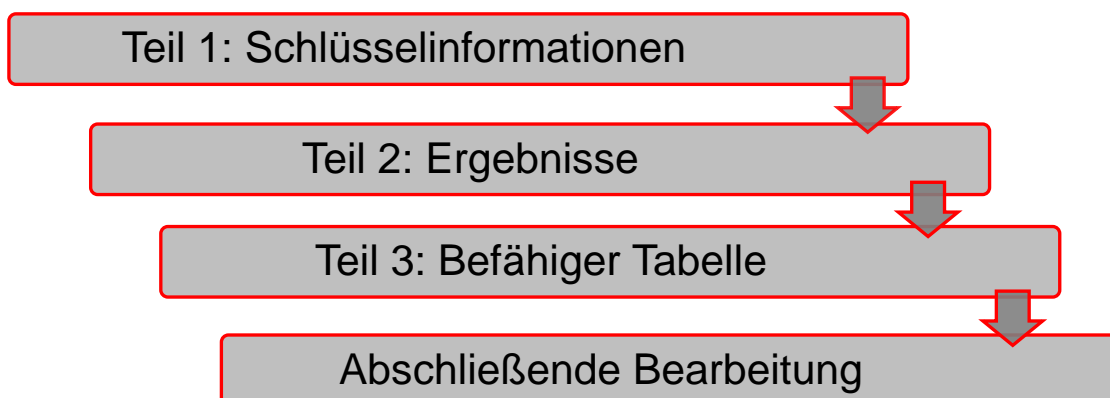 Teil 1: Schlüsselinformationen
Teil 2: Ergebnisse
Teil 3: Befähiger Tabelle
Abschließende Bearbeitung